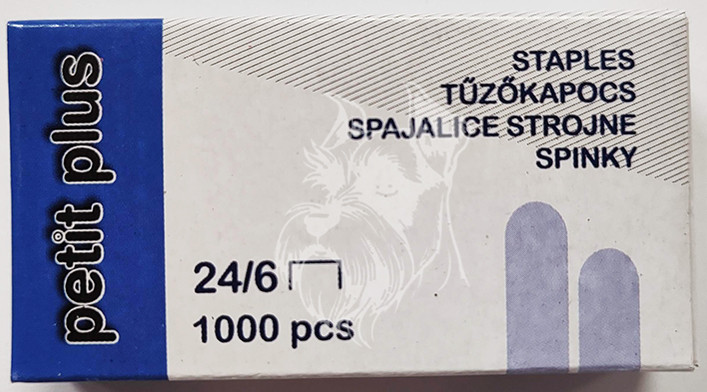 petit plus
STAPLES
TŰZŐKAPOCS
SPAJALICE STROJNE
SPINKY
24/6
1000 pcs